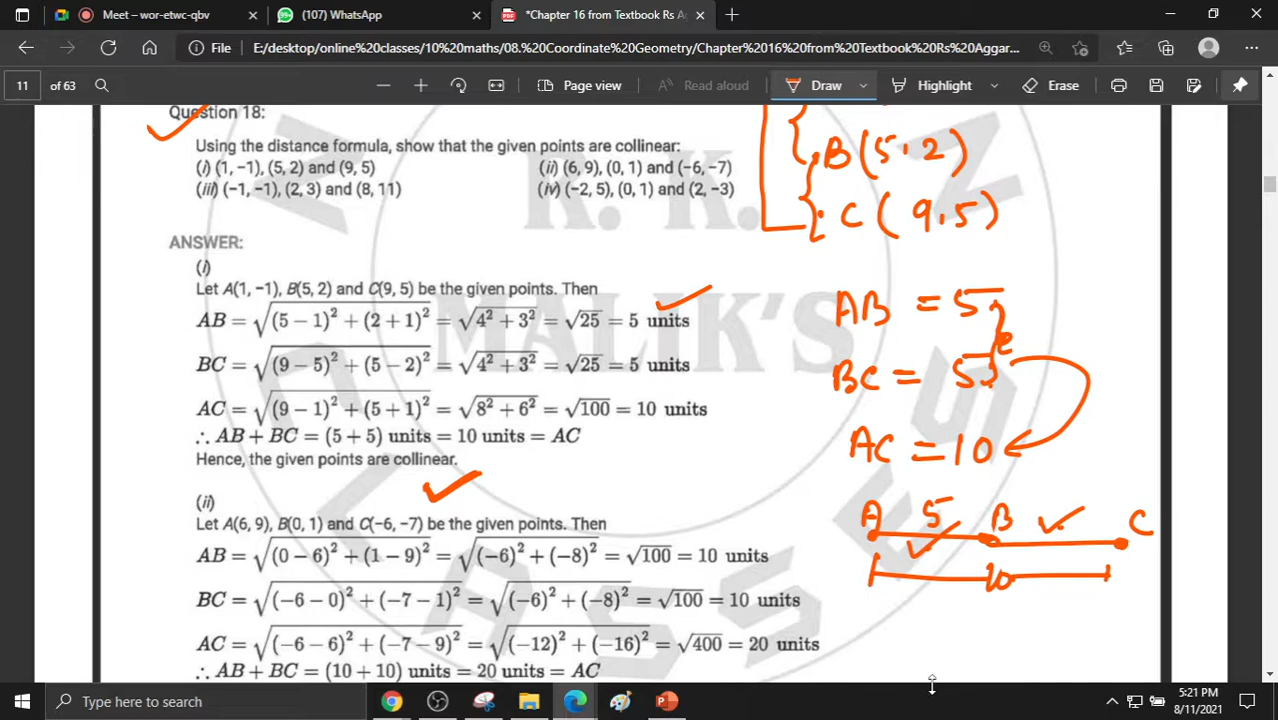 Meet – wor-etwc-qbv
(107) WhatsApp
*Chapter 16 from Textbook Rs Ag
File E:/desktop/online%20classes/10%20maths/08.%20Coordinate%20Geometry/Chapter%2016%20from%20Textbook%20Rs%20Aggar...
11 of 63
Page view
Read aloud
Draw
Highlight
Erase
Question 18:
Using the distance formula, show that the given points are collinear:
(i) (1, −1), (5, 2) and (9, 5) (ii) (6, 9), (0, 1) and (−6, −7)
(iii) (−1, −1), (2, 3) and (8, 11) (iv) (−2, 5), (0, 1) and (2, −3)
ANSWER:
(i)
Let A(1, −1), B(5, 2) and C(9, 5) be the given points. Then
AB = √(5 − 1)² + (2 + 1)² = √4² + 3² = √25 = 5 units
BC = √(9 − 5)² + (5 − 2)² = √4² + 3² = √25 = 5 units
AC = √(9 − 1)² + (5 + 1)² = √8² + 6² = √100 = 10 units
∴ AB + BC = (5 + 5) units = 10 units = AC
Hence, the given points are collinear.
(ii)
Let A(6, 9), B(0, 1) and C(−6, −7) be the given points. Then
AB = √(0 − 6)² + (1 − 9)² = √(−6)² + (−8)² = √100 = 10 units
BC = √(−6 − 0)² + (−7 − 1)² = √(−6)² + (−8)² = √100 = 10 units
AC = √(−6 − 6)² + (−7 − 9)² = √(−12)² + (−16)² = √400 = 20 units
∴ AB + BC = (10 + 10) units = 20 units = AC
B(5,2)
C(9,5)
AB = 5
BC = 5
AC = 10
A 5 B C
10
R. K.
MALIK'S
Type here to search
5:21 PM
8/11/2021